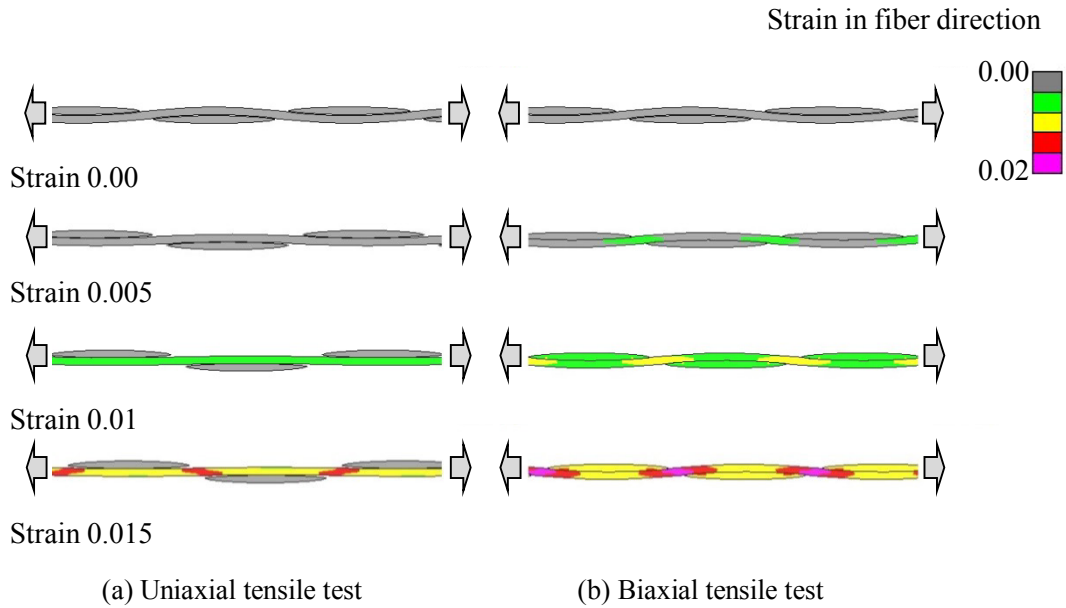 Strain in fiber direction
0.00
0.02
Strain 0.00
Strain 0.005
Strain 0.01
Strain 0.015
(a) Uniaxial tensile test
(b) Biaxial tensile test